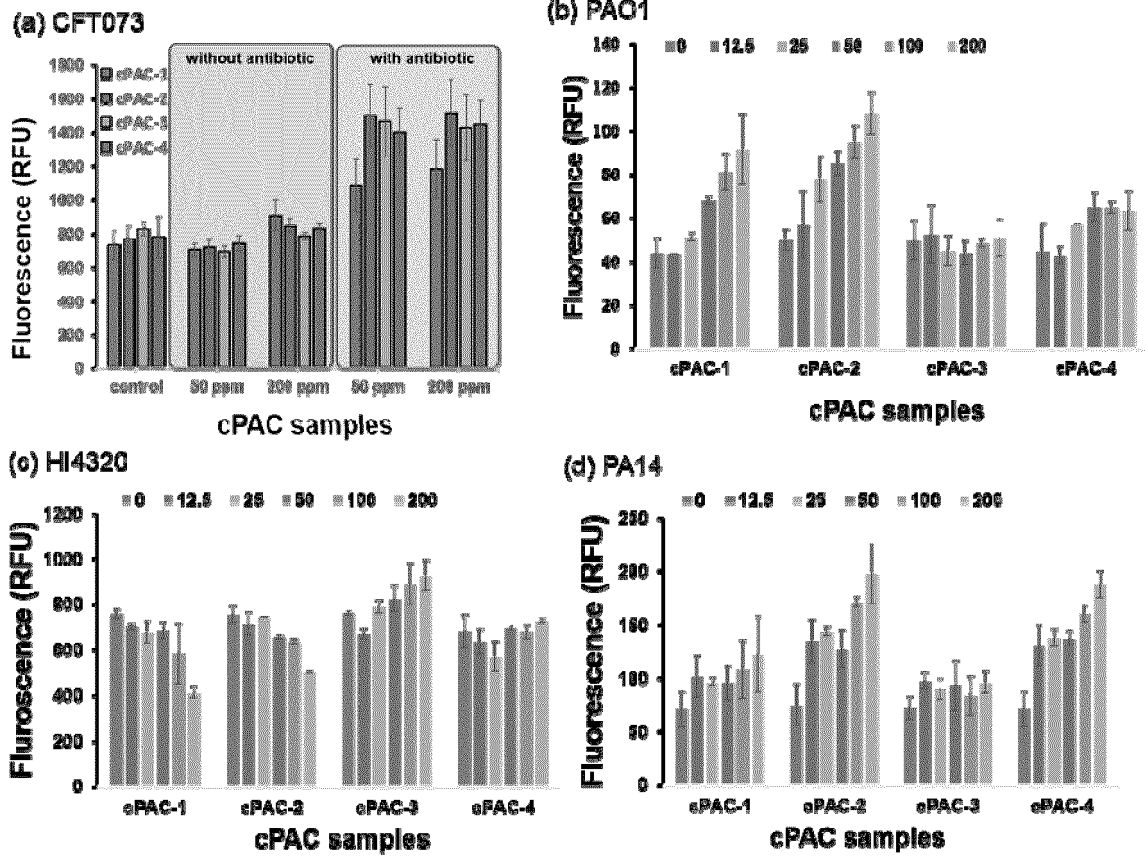 (a) CFT073
without antibiotic
with antibiotic
Fluorescence (RFU)
1800
1600
1400
1200
1000
800
600
400
200
0
cPAC-1
cPAC-2
cPAC-3
cPAC-4
control 50 ppm 200 ppm 50 ppm 200 ppm
cPAC samples
(b) PAO1
0 12.5 25 50 100 200
Fluorescence (RFU)
140
120
100
80
60
40
20
0
cPAC-1 cPAC-2 cPAC-3 cPAC-4
cPAC samples
(c) HI4320
0 12.5 25 50 100 200
Fluroscence (RFU)
1200
1000
800
600
400
200
0
cPAC-1 cPAC-2 cPAC-3 cPAC-4
cPAC samples
(d) PA14
0 12.5 25 50 100 200
Fluorescence (RFU)
250
200
150
100
50
0
cPAC-1 cPAC-2 cPAC-3 cPAC-4
cPAC samples